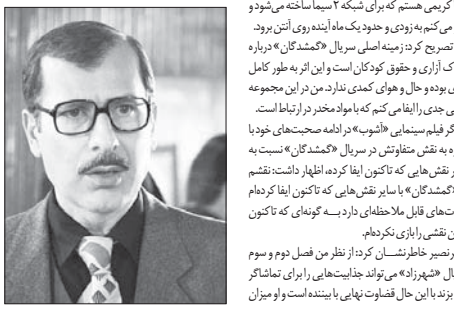 کریمی هستم که برای شبکه ۲ سیما ساخته می‌شود و
می‌کنم به زودی و حدود یک ماه آینده روی آنتن برود.
تصریح کرد: زمینه اصلی سریال «گمشدگان» درباره
ک آزاری و حقوق کودکان است و این اثر به طور کامل
ی بوده و حال و هوای کمدی ندارد. من در این مجموعه
ی جدی را ایفا می‌کنم که با مواد مخدر در ارتباط است.
گر فیلم سینمایی «آشوب» در ادامه صحبت‌های خود با
ه به نقش متفاوتش در سریال «گمشدگان» نسبت به
ر نقش‌هایی که تاکنون ایفا کرده، اظهار داشت: نقشم
«گمشدگان» با سایر نقش‌هایی که تاکنون ایفا کرده‌ام
ت‌های قابل ملاحظه‌ای دارد به گونه‌ای که تاکنون
ن نقشی را بازی نکرده‌ام.
رنصیر خاطرنشان کرد: از نظر من فصل دوم و سوم
ال «شهرزاد» می‌تواند جذابیت‌هایی را برای تماشاگر
بزند با این حال قضاوت نهایی با بیننده است و او میزان